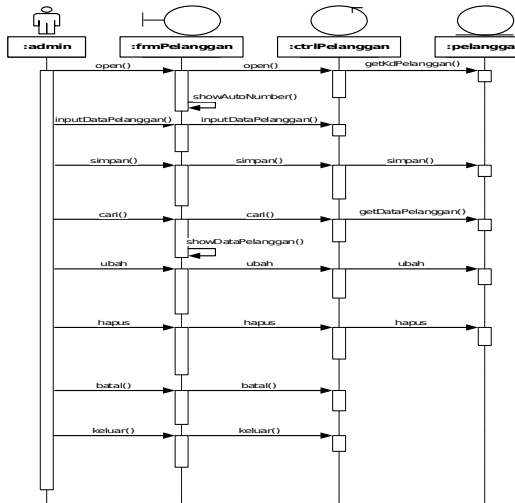 :admin :frmPelanggan :ctrlPelanggan :pelangga
open() open() getKdPelanggan()
showAutoNumber()
inputDataPelanggan() inputDataPelanggan()
simpan() simpan() simpan()
cari() cari() getDataPelanggan()
showDataPelanggan()
ubah ubah ubah
hapus hapus hapus
batal() batal()
keluar() keluar()